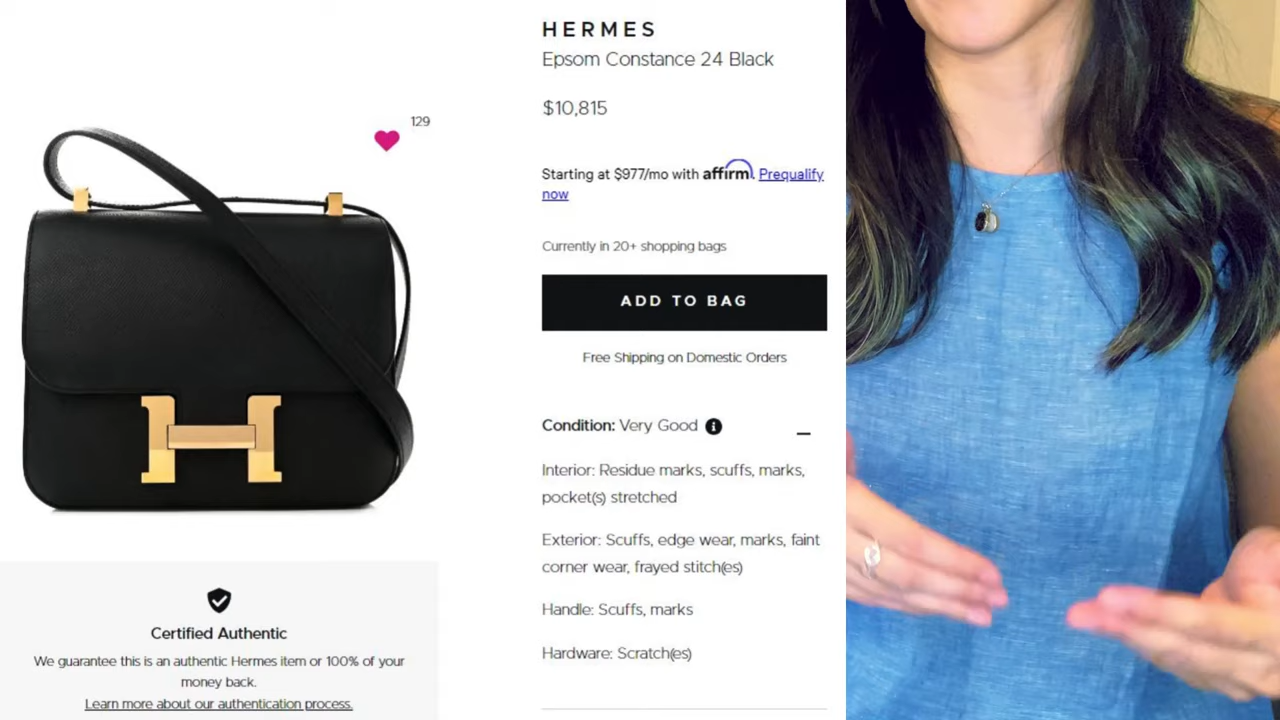 129
Certified Authentic
We guarantee this is an authentic Hermes item or 100% of your
money back.
Learn more about our authentication process.
HERMES
Epsom Constance 24 Black
$10,815
Starting at $977/mo with affirm. Prequalify
now
Currently in 20+ shopping bags
ADD TO BAG
Free Shipping on Domestic Orders
Condition: Very Good
Interior: Residue marks, scuffs, marks,
pocket(s) stretched
Exterior: Scuffs, edge wear, marks, faint
corner wear, frayed stitch(es)
Handle: Scuffs, marks
Hardware: Scratch(es)